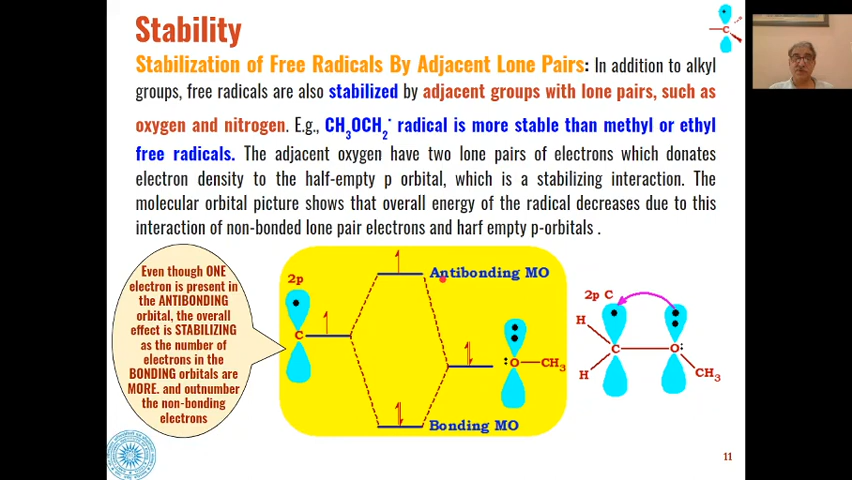 Stability
Stabilization of Free Radicals By Adjacent Lone Pairs: In addition to alkyl
groups, free radicals are also stabilized by adjacent groups with lone pairs, such as
oxygen and nitrogen. E.g., CH₃OCH₂˙ radical is more stable than methyl or ethyl
free radicals. The adjacent oxygen have two lone pairs of electrons which donates
electron density to the half-empty p orbital, which is a stabilizing interaction. The
molecular orbital picture shows that overall energy of the radical decreases due to this
interaction of non-bonded lone pair electrons and harf empty p-orbitals .
Even though ONE
electron is present in
the ANTIBONDING
orbital, the overall
effect is STABILIZING
as the number of
electrons in the
BONDING orbitals are
MORE. and outnumber
the non-bonding
electrons
2p
C
Antibonding MO
:O—CH₃
Bonding MO
2p C
H
C
O:
H
CH₃
C
11